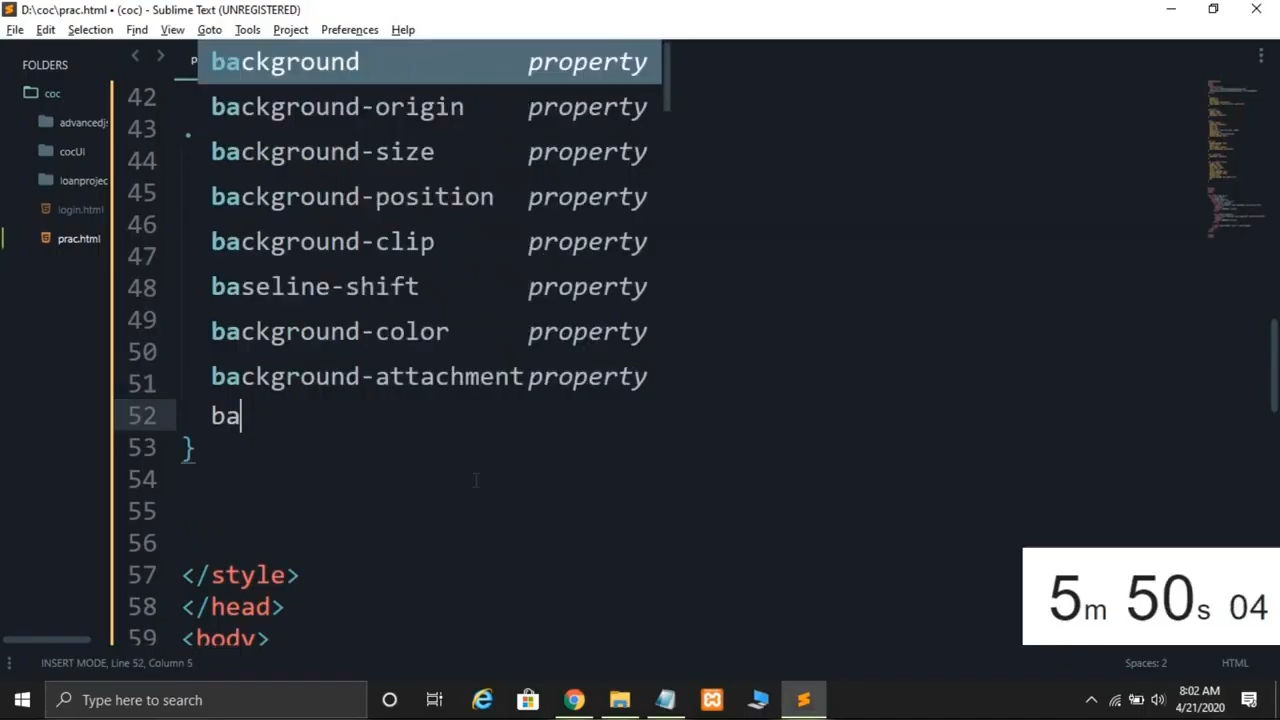 D:\coc\prac.html • (coc) - Sublime Text (UNREGISTERED)
File Edit Selection Find View Goto Tools Project Preferences Help
FOLDERS
coc
advancedj
cocUi
loanprojec
login.html
prac.html
background property
background-origin property
background-size property
background-position property
background-clip property
baseline-shift property
background-color property
background-attachment property
42
43
44
45
46
47
48
49
50
51
52 ba
53 }
54
55
56
57 </style>
58 </head>
59 <body>
5m 50s 04
INSERT MODE, Line 52, Column 5
Spaces: 2
HTML
Type here to search
8:02 AM
4/21/2020